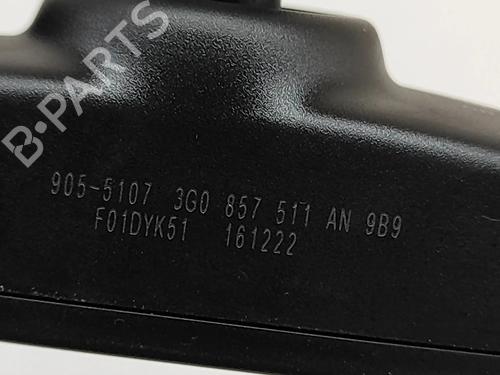 B-PARTS
905-5107 3G0 857 511 AN 9B9
F01DYK51 161222